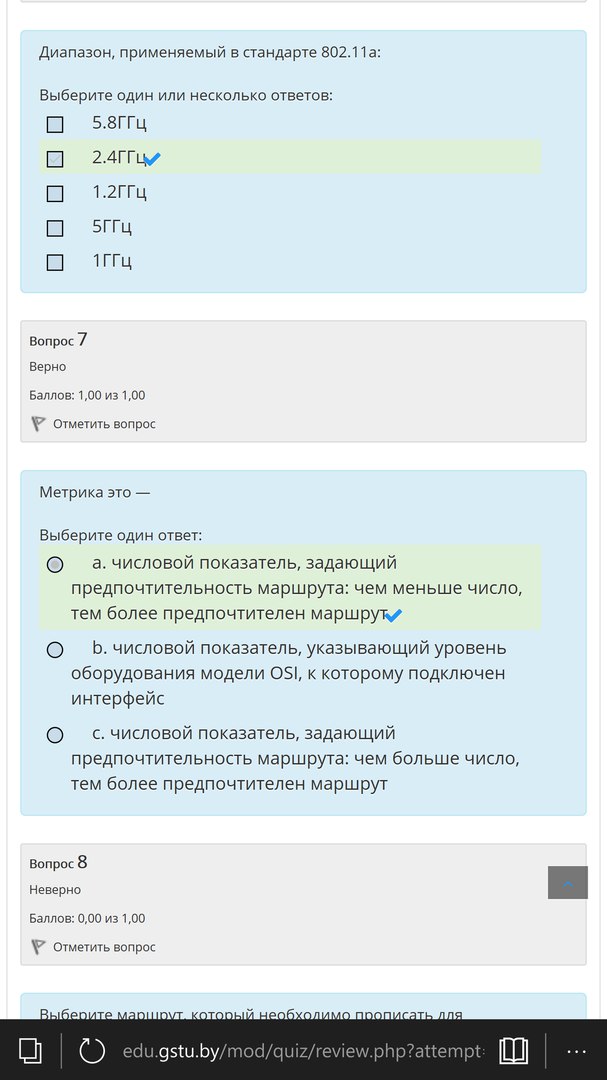 Диапазон, применяемый в стандарте 802.11a:
Выберите один или несколько ответов:
5.8ГГц
2.4ГГц
1.2ГГц
5ГГц
1ГГц
Вопрос 7
Верно
Баллов: 1,00 из 1,00
Отметить вопрос
Метрика это —
Выберите один ответ:
a. числовой показатель, задающий
предпочтительность маршрута: чем меньше число,
тем более предпочтителен маршрут
b. числовой показатель, указывающий уровень
оборудования модели OSI, к которому подключен
интерфейс
c. числовой показатель, задающий
предпочтительность маршрута: чем больше число,
тем более предпочтителен маршрут
Вопрос 8
Неверно
Баллов: 0,00 из 1,00
Отметить вопрос
Выберите маршрут, который необходимо прописать для
edu.gstu.by/mod/quiz/review.php?attempt